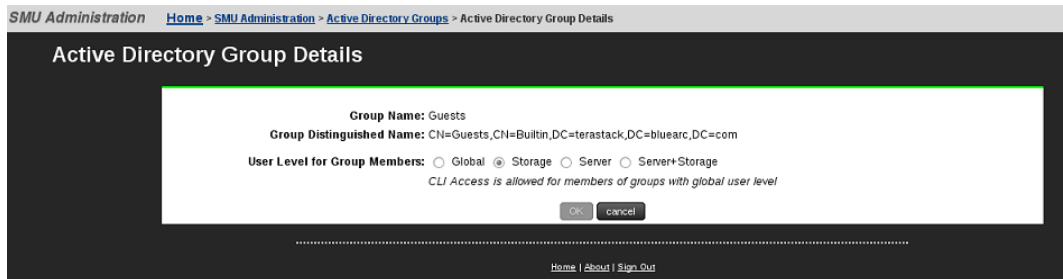 SMU Administration Home > SMU Administration > Active Directory Groups > Active Directory Group Details
Active Directory Group Details
Group Name: Guests
Group Distinguished Name: CN=Guests,CN=Builtin,DC=terastack,DC=bluearc,DC=com
User Level for Group Members: Global Storage Server Server+Storage
CLI Access is allowed for members of groups with global user level
OK cancel
Home | About | Sign Out